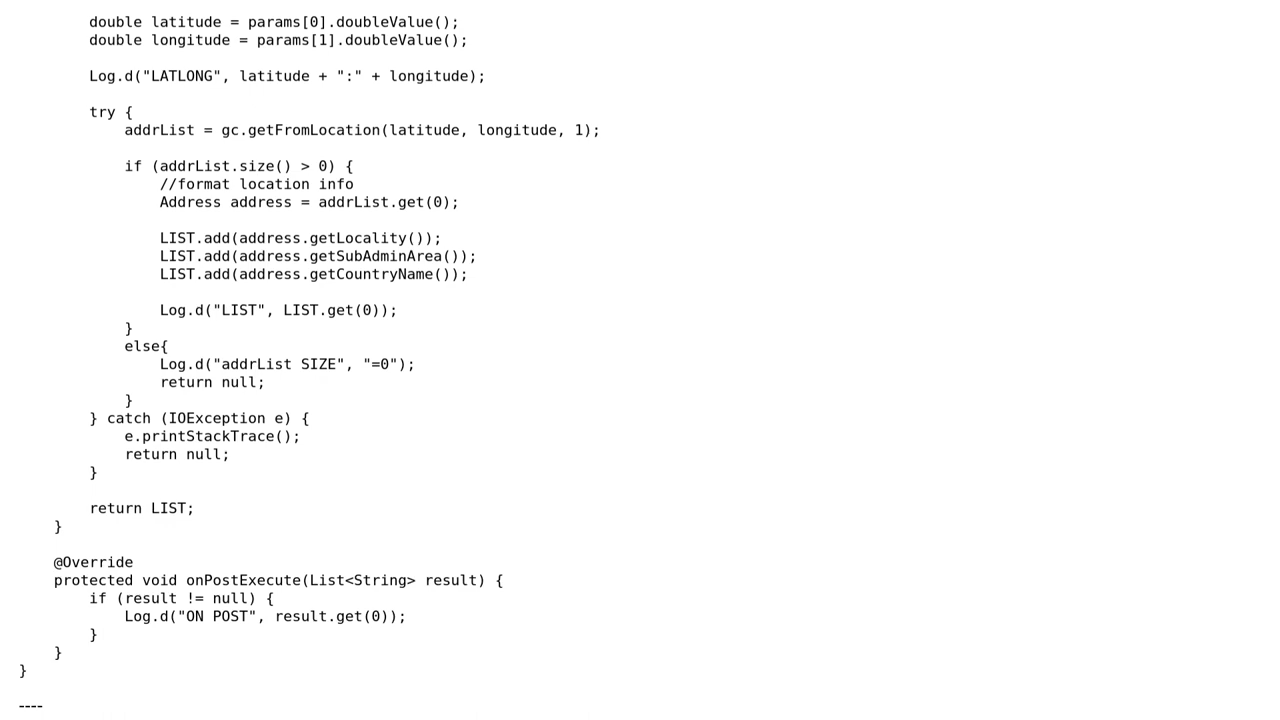 double latitude = params[0].doubleValue();
double longitude = params[1].doubleValue();
Log.d("LATLONG", latitude + ":" + longitude);
try {
addrList = gc.getFromLocation(latitude, longitude, 1);
if (addrList.size() > 0) {
//format location info
Address address = addrList.get(0);
LIST.add(address.getLocality());
LIST.add(address.getSubAdminArea());
LIST.add(address.getCountryName());
Log.d("LIST", LIST.get(0));
}
else{
Log.d("addrList SIZE", "=0");
return null;
}
} catch (IOException e) {
e.printStackTrace();
return null;
}
return LIST;
}
@Override
protected void onPostExecute(List<String> result) {
if (result != null) {
Log.d("ON POST", result.get(0));
}
}
}
----